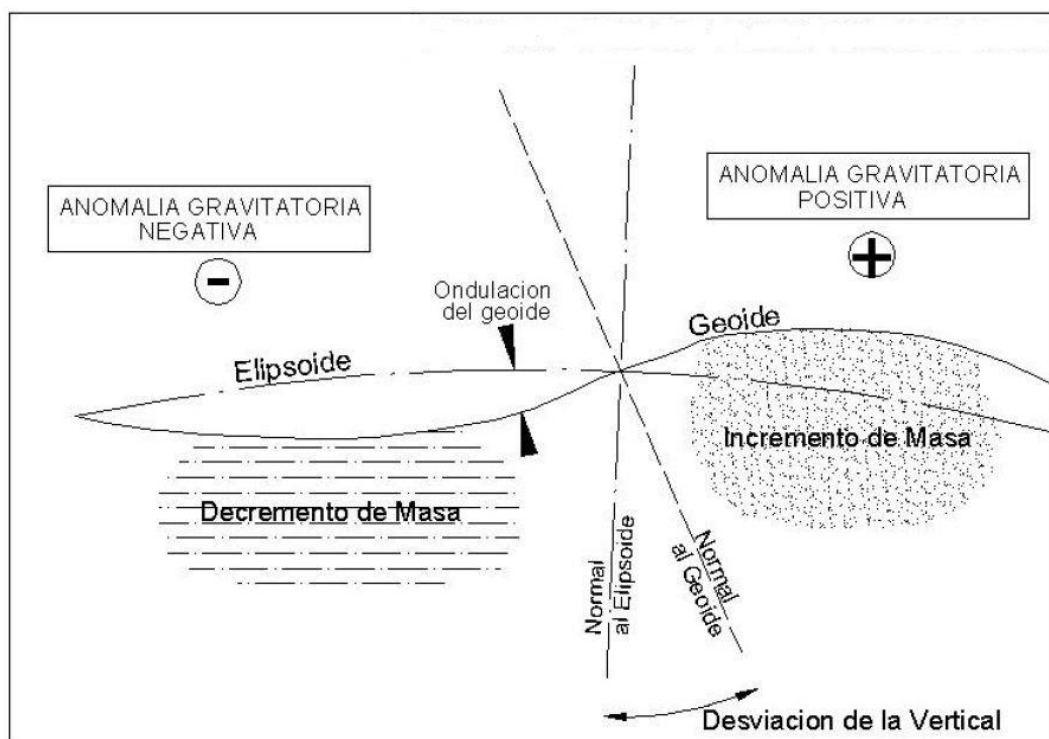 ANOMALIA GRAVITATORIA
NEGATIVA
ANOMALIA GRAVITATORIA
POSITIVA
Ondulacion
del geoide
Geoide
Elipsoide
Incremento de Masa
Decremento de Masa
Normal
al Elipsoide
Normal
al Geoide
Desviacion de la Vertical